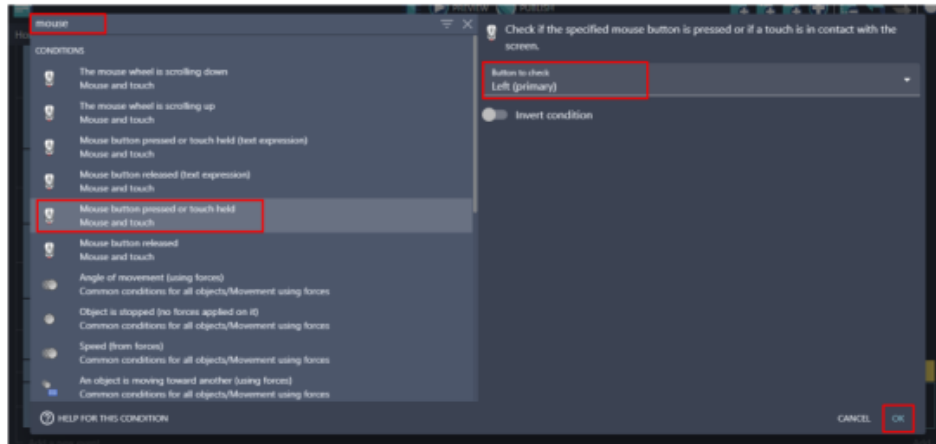 PREVIEW
PUBLISH
mouse
CONDITIONS
The mouse wheel is scrolling down
Mouse and touch
The mouse wheel is scrolling up
Mouse and touch
Mouse button pressed or touch held (text expression)
Mouse and touch
Mouse button released (text expression)
Mouse and touch
Mouse button pressed or touch held
Mouse and touch
Mouse button released
Mouse and touch
Angle of movement (using forces)
Common conditions for all objects/Movement using forces
Object is stopped (no forces applied on it)
Common conditions for all objects/Movement using forces
Speed (from forces)
Common conditions for all objects/Movement using forces
An object is moving toward another (using forces)
Common conditions for all objects/Movement using forces
HELP FOR THIS CONDITION
Check if the specified mouse button is pressed or if a touch is in contact with the
screen.
Button to check
Left (primary)
Invert condition
CANCEL
OK